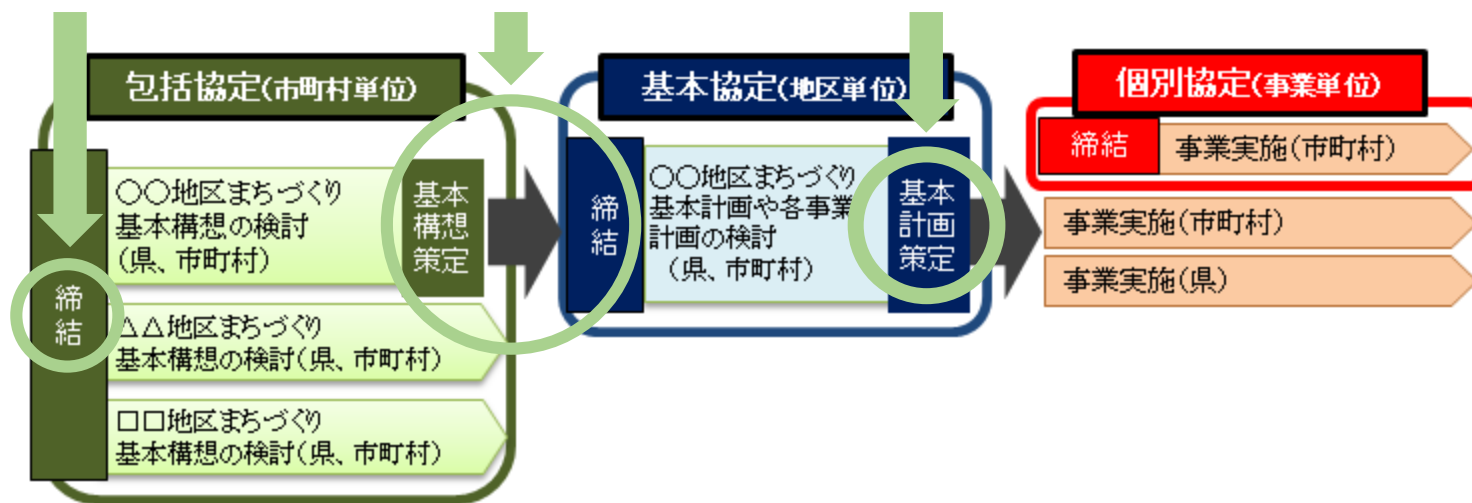 包括協定(市町村単位)
締
結
〇〇地区まちづくり
基本構想の検討
(県、市町村)
基本
構想
策定
△△地区まちづくり
基本構想の検討(県、市町村)
□□地区まちづくり
基本構想の検討(県、市町村)
基本協定(地区単位)
締
結
〇〇地区まちづくり
基本計画や各事業
計画の検討
(県、市町村)
基本
計画
策定
個別協定(事業単位)
締結
事業実施(市町村)
事業実施(市町村)
事業実施(県)